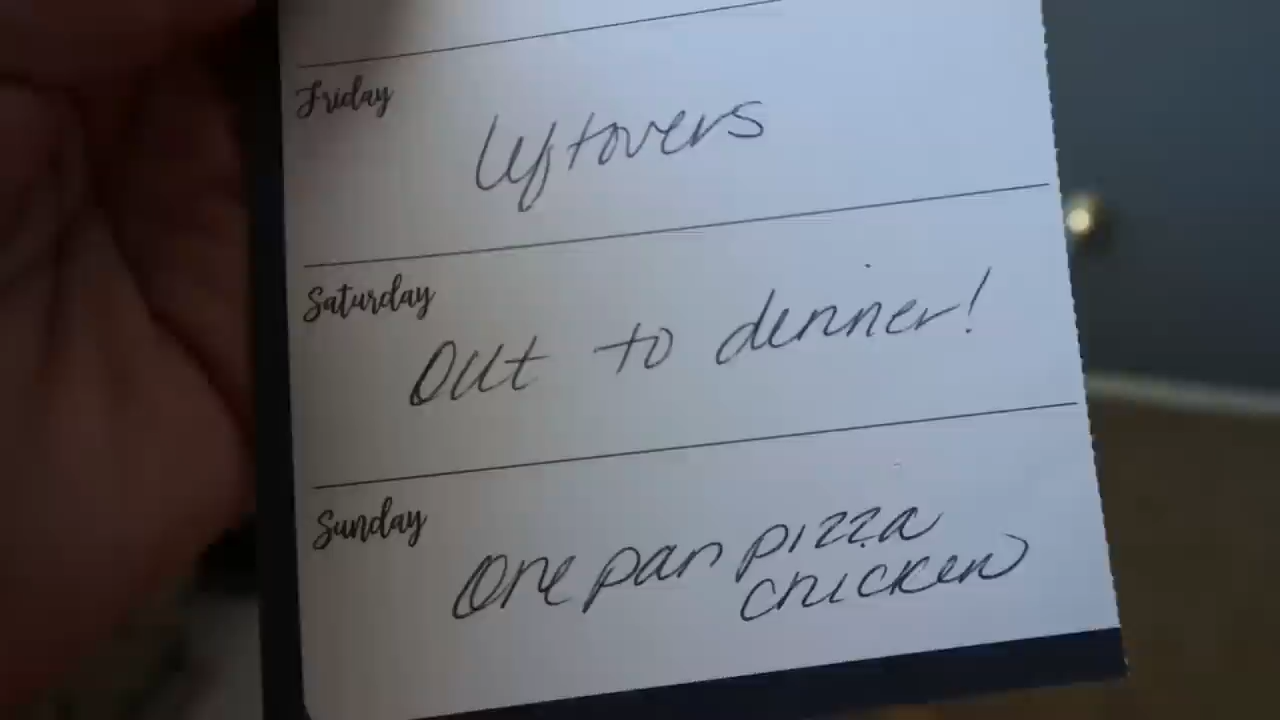 Friday
leftovers
Saturday
Out to dinner!
Sunday
One pan pizza
chicken